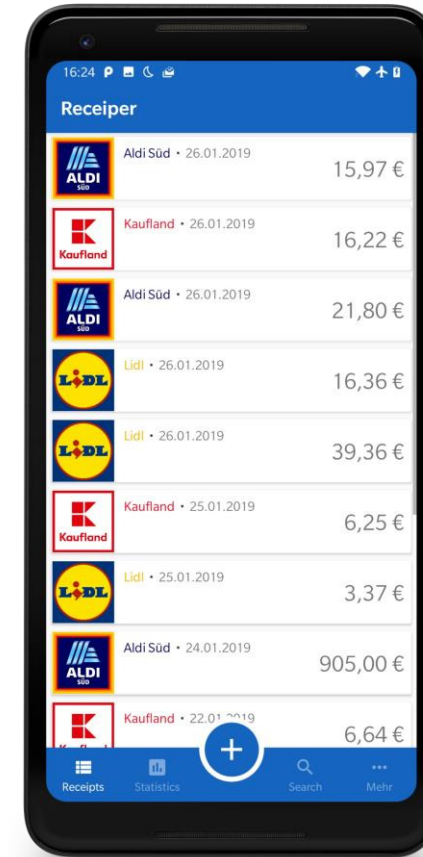 16:24
Receiper
ALDI
SÜD
Aldi Süd • 26.01.2019
15,97 €
Kaufland
Kaufland • 26.01.2019
16,22 €
ALDI
SÜD
Aldi Süd • 26.01.2019
21,80 €
LIDL
Lidl • 26.01.2019
16,36 €
LIDL
Lidl • 26.01.2019
39,36 €
Kaufland
Kaufland • 25.01.2019
6,25 €
LIDL
Lidl • 25.01.2019
3,37 €
ALDI
SÜD
Aldi Süd • 24.01.2019
905,00 €
Kaufland • 22.01.2019
6,64 €
Receipts
Statistics
+
Search
Mehr